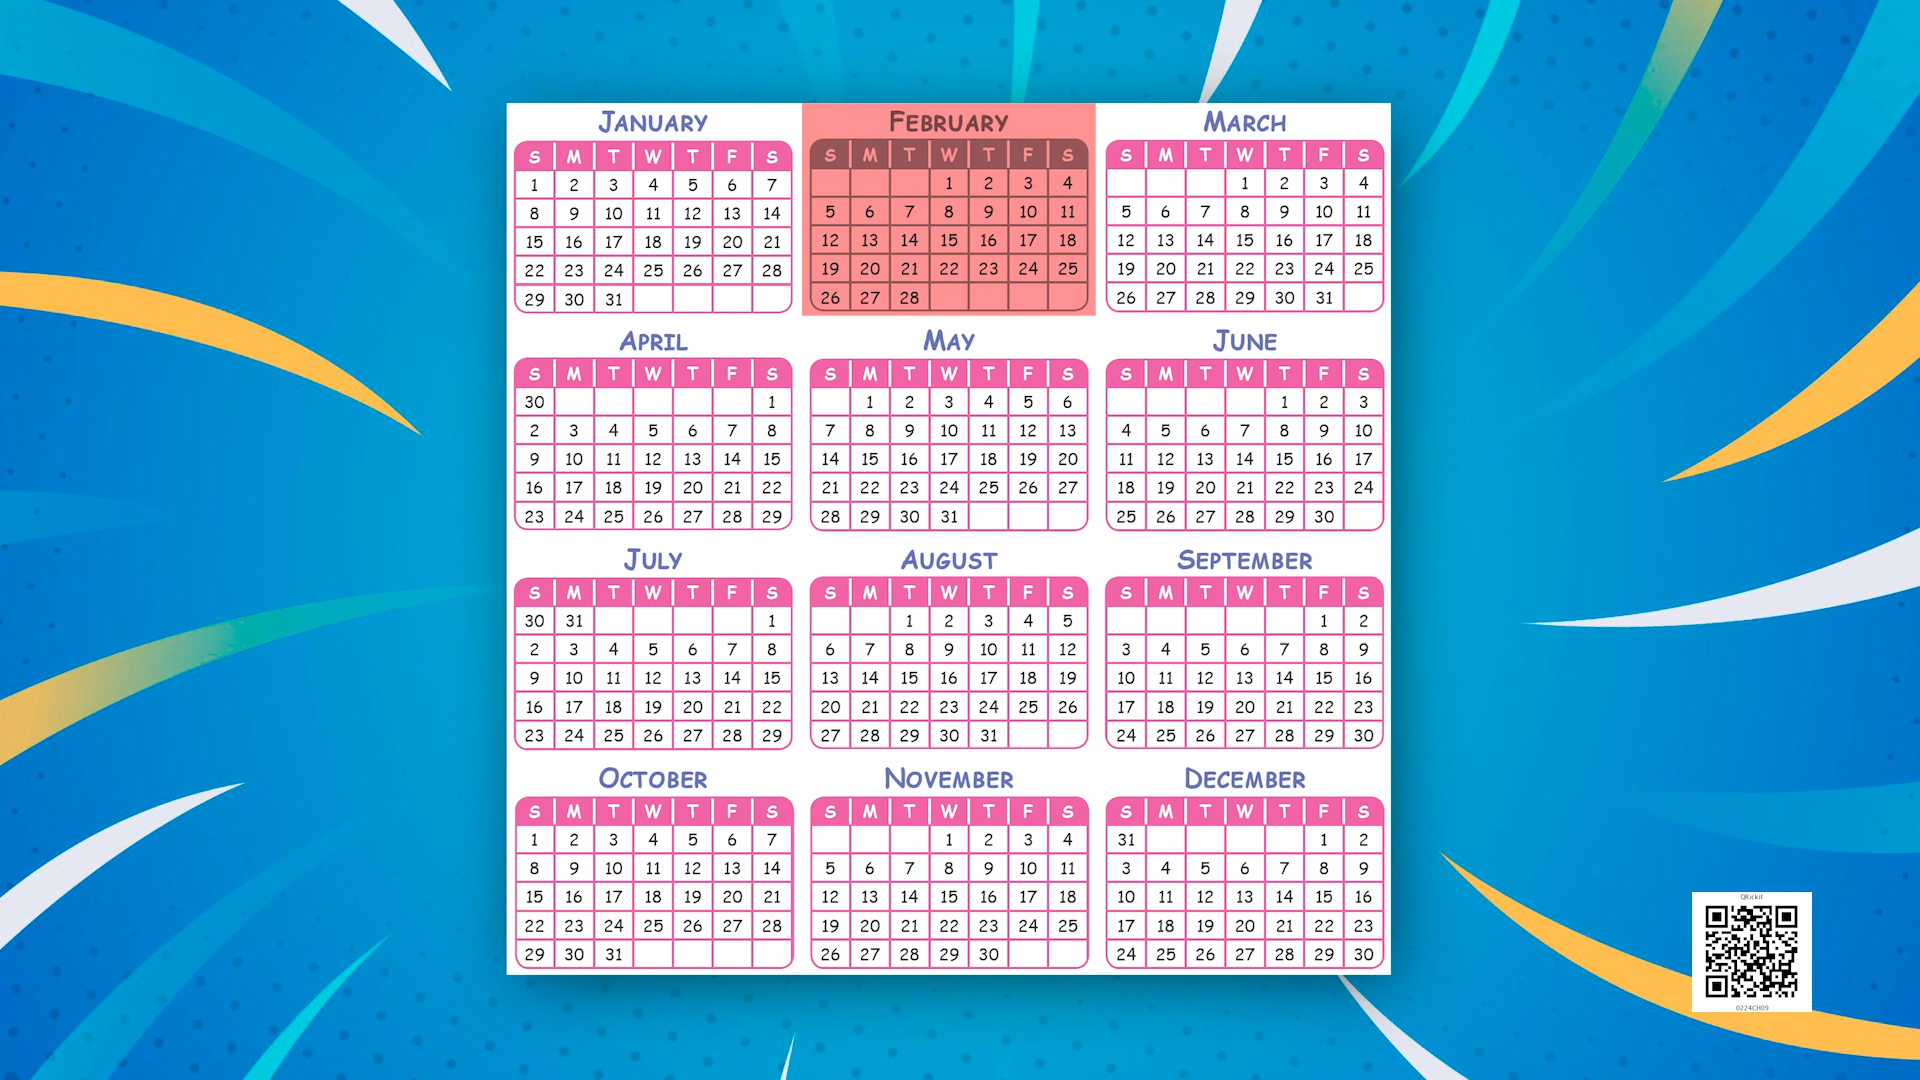 JANUARY
S M T W T F S
1 2 3 4 5 6 7
8 9 10 11 12 13 14
15 16 17 18 19 20 21
22 23 24 25 26 27 28
29 30 31
FEBRUARY
S M T W T F S
1 2 3 4
5 6 7 8 9 10 11
12 13 14 15 16 17 18
19 20 21 22 23 24 25
26 27 28
MARCH
S M T W T F S
1 2 3 4
5 6 7 8 9 10 11
12 13 14 15 16 17 18
19 20 21 22 23 24 25
26 27 28 29 30 31
APRIL
S M T W T F S
30 1
2 3 4 5 6 7 8
9 10 11 12 13 14 15
16 17 18 19 20 21 22
23 24 25 26 27 28 29
MAY
S M T W T F S
1 2 3 4 5 6
7 8 9 10 11 12 13
14 15 16 17 18 19 20
21 22 23 24 25 26 27
28 29 30 31
JUNE
S M T W T F S
1 2 3
4 5 6 7 8 9 10
11 12 13 14 15 16 17
18 19 20 21 22 23 24
25 26 27 28 29 30
JULY
S M T W T F S
30 31 1
2 3 4 5 6 7 8
9 10 11 12 13 14 15
16 17 18 19 20 21 22
23 24 25 26 27 28 29
AUGUST
S M T W T F S
1 2 3 4 5
6 7 8 9 10 11 12
13 14 15 16 17 18 19
20 21 22 23 24 25 26
27 28 29 30 31
SEPTEMBER
S M T W T F S
1 2
3 4 5 6 7 8 9
10 11 12 13 14 15 16
17 18 19 20 21 22 23
24 25 26 27 28 29 30
OCTOBER
S M T W T F S
1 2 3 4 5 6 7
8 9 10 11 12 13 14
15 16 17 18 19 20 21
22 23 24 25 26 27 28
29 30 31
NOVEMBER
S M T W T F S
1 2 3 4
5 6 7 8 9 10 11
12 13 14 15 16 17 18
19 20 21 22 23 24 25
26 27 28 29 30
DECEMBER
S M T W T F S
31 1 2
3 4 5 6 7 8 9
10 11 12 13 14 15 16
17 18 19 20 21 22 23
24 25 26 27 28 29 30
QRickit
0224CH09